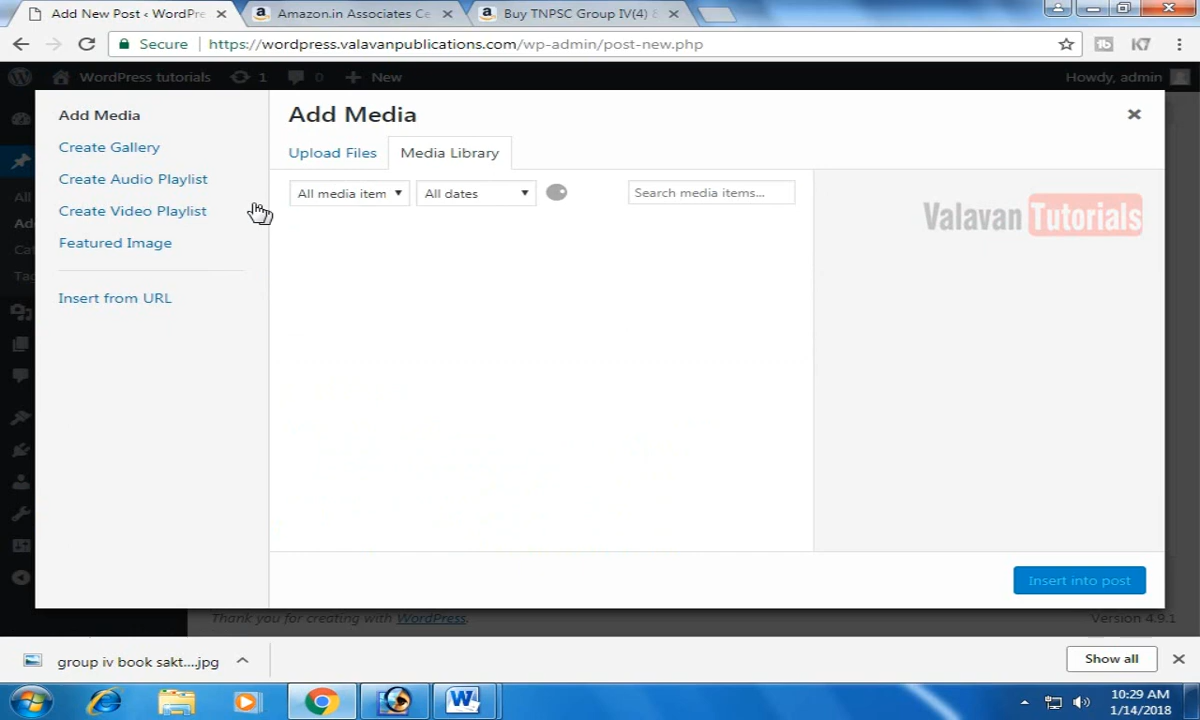 Add New Post ‹ WordPre
Amazon.in Associates Ce
Buy TNPSC Group IV(4)
Secure
https://wordpress.valavanpublications.com/wp-admin/post-new.php
WordPress tutorials
1
0
New
Howdy, admin
Add Media
Create Gallery
Create Audio Playlist
Create Video Playlist
Featured Image
Insert from URL
Add Media
Upload Files
Media Library
All media item
All dates
Search media items...
Valavan Tutorials
All
Ad
Cat
Tag
Insert into post
Thank you for creating with WordPress.
Version 4.9.1
group iv book sakt....jpg
Show all
10:29 AM
1/14/2018